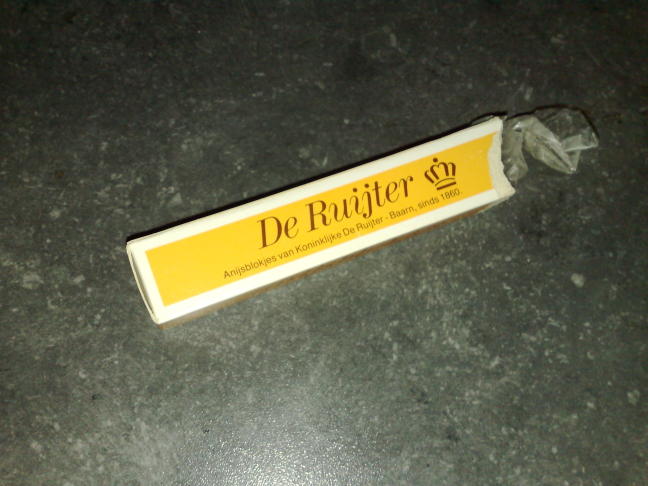 De Ruijter
Anijsblokjes van Koninklijke De Ruijter - Baarn, sinds 1860.